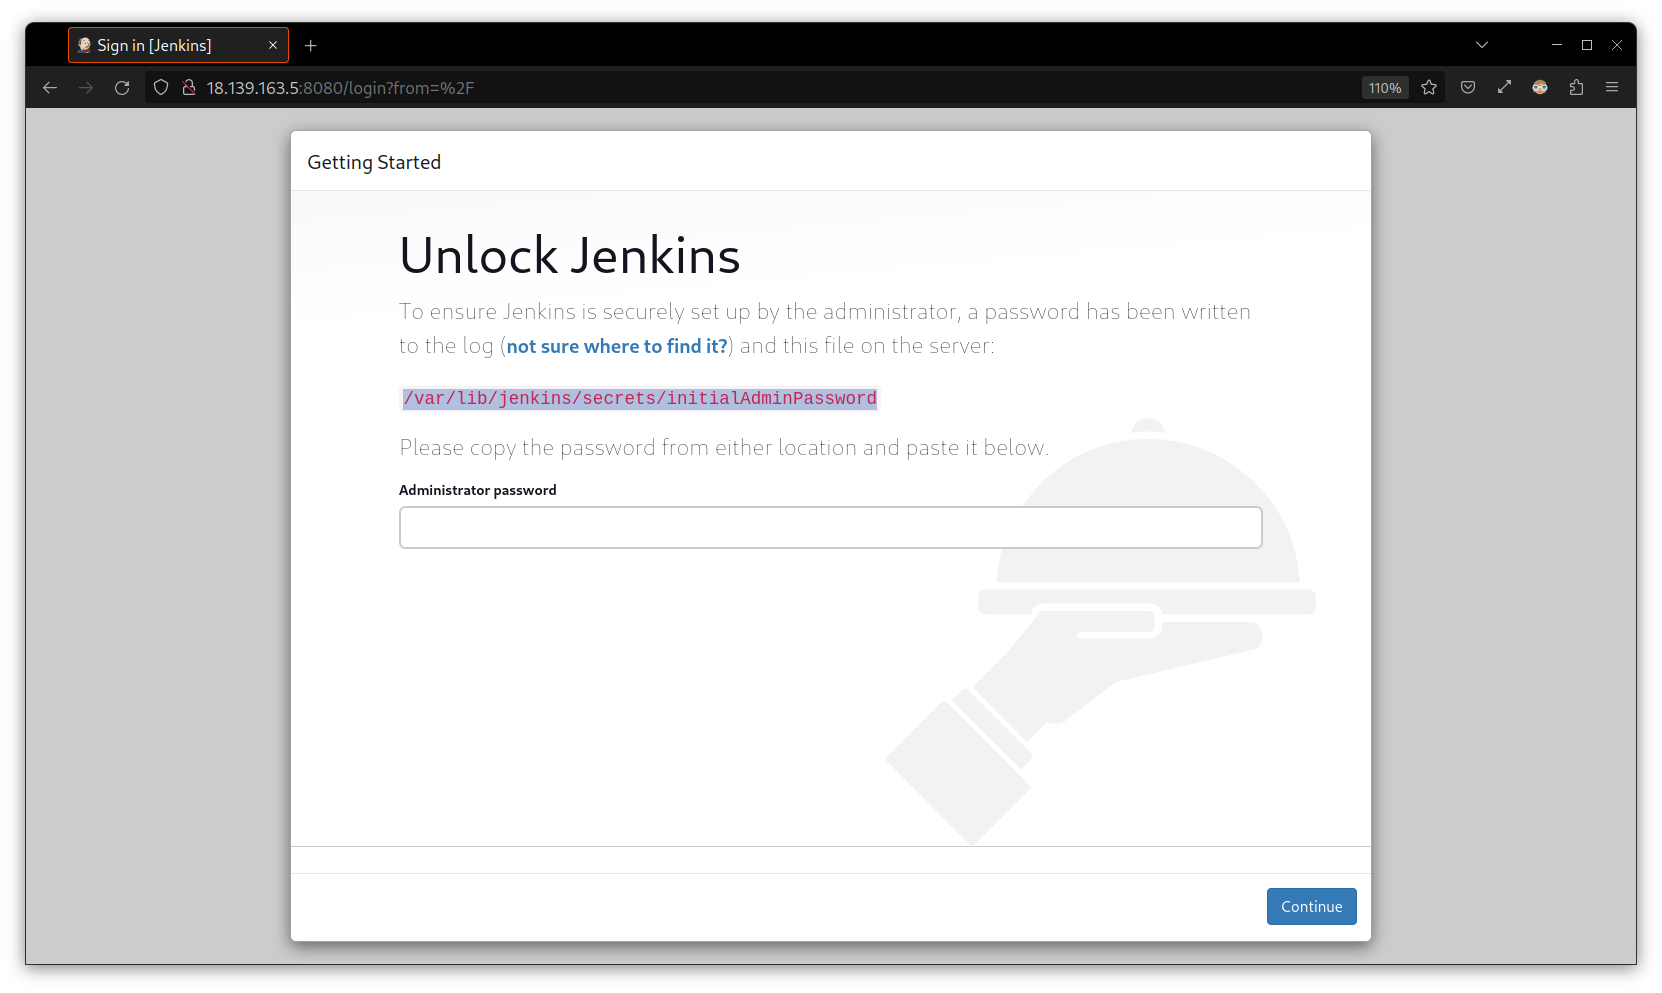 Sign in [Jenkins]
18.139.163.5:8080/login?from=%2F
110%
Getting Started
Unlock Jenkins
To ensure Jenkins is securely set up by the administrator, a password has been written
to the log (not sure where to find it?) and this file on the server:
/var/lib/jenkins/secrets/initialAdminPassword
Please copy the password from either location and paste it below.
Administrator password
Continue